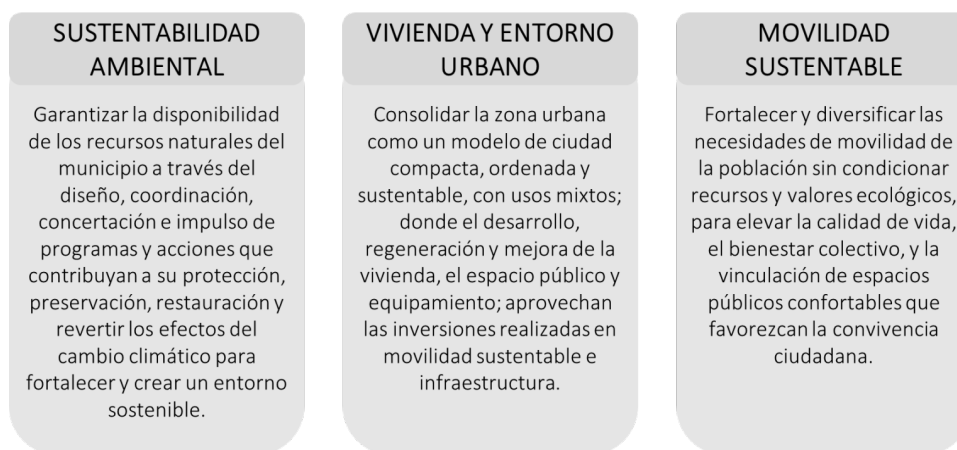 SUSTENTABILIDAD
AMBIENTAL
Garantizar la disponibilidad
de los recursos naturales del
municipio a través del
diseño, coordinación,
concertación e impulso de
programas y acciones que
contribuyan a su protección,
preservación, restauración y
revertir los efectos del
cambio climático para
fortalecer y crear un entorno
sostenible.
VIVIENDA Y ENTORNO
URBANO
Consolidar la zona urbana
como un modelo de ciudad
compacta, ordenada y
sustentable, con usos mixtos;
donde el desarrollo,
regeneración y mejora de la
vivienda, el espacio público y
equipamiento; aprovechan
las inversiones realizadas en
movilidad sustentable e
infraestructura.
MOVILIDAD
SUSTENTABLE
Fortalecer y diversificar las
necesidades de movilidad de
la población sin condicionar
recursos y valores ecológicos,
para elevar la calidad de vida,
el bienestar colectivo, y la
vinculación de espacios
públicos confortables que
favorezcan la convivencia
ciudadana.